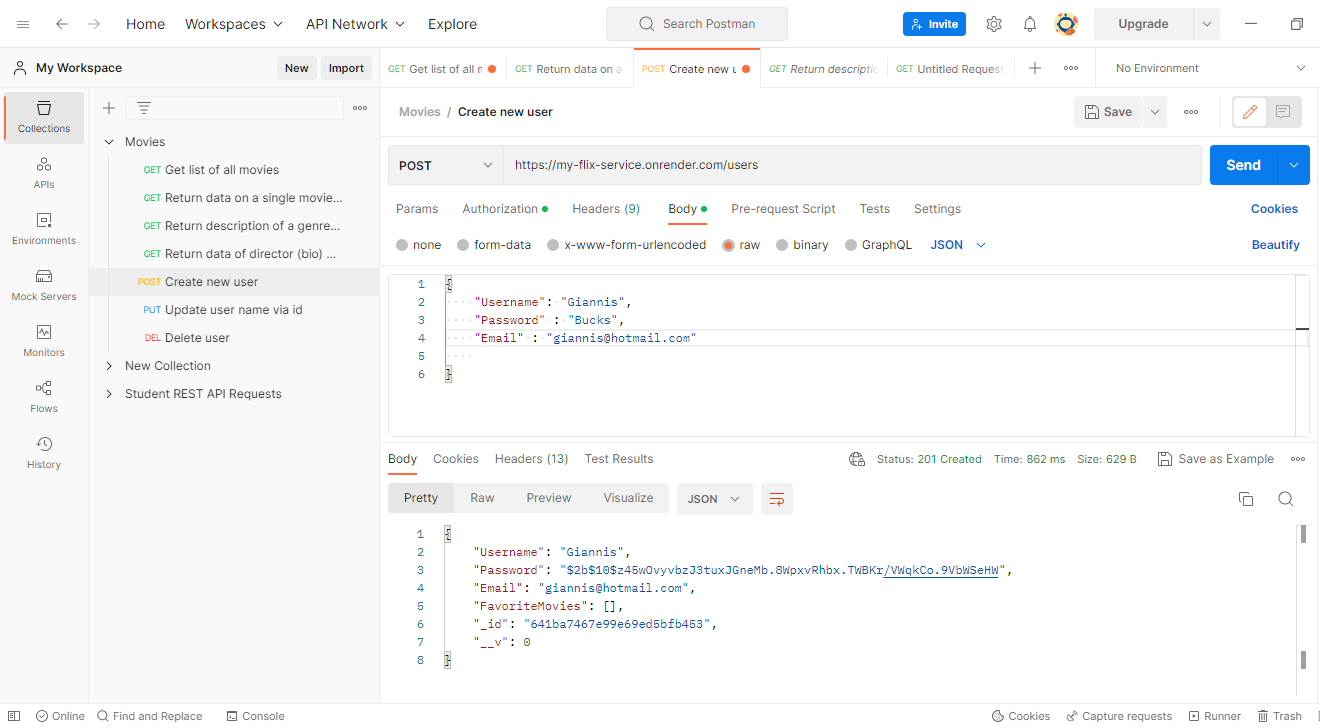 Home Workspaces API Network Explore Search Postman Invite Upgrade
My Workspace New Import GET Get list of all m GET Return data on a POST Create new u GET Return descriptic GET Untitled Request No Environment
Collections
APIs
Environments
Mock Servers
Monitors
Flows
History
Movies
GET Get list of all movies
GET Return data on a single movie...
GET Return description of a genre...
GET Return data of director (bio) ...
POST Create new user
PUT Update user name via id
DEL Delete user
New Collection
Student REST API Requests
Movies / Create new user Save
POST https://my-flix-service.onrender.com/users Send
Params Authorization Headers (9) Body Pre-request Script Tests Settings Cookies
none form-data x-www-form-urlencoded raw binary GraphQL JSON Beautify
1 {
2 "Username": "Giannis",
3 "Password" : "Bucks",
4 "Email" : "giannis@hotmail.com"
5
6 }
Body Cookies Headers (13) Test Results Status: 201 Created Time: 862 ms Size: 629 B Save as Example
Pretty Raw Preview Visualize JSON
1 {
2 "Username": "Giannis",
3 "Password": "$2b$10$z45wOvyvbzJ3tuxJGneMb.8WpxvRhbx.TWBKr/VWqkCo.9VbWSeHW",
4 "Email": "giannis@hotmail.com",
5 "FavoriteMovies": [],
6 "_id": "641ba7467e99e69ed5bfb453",
7 "__v": 0
8 }
Online Find and Replace Console Cookies Capture requests Runner Trash